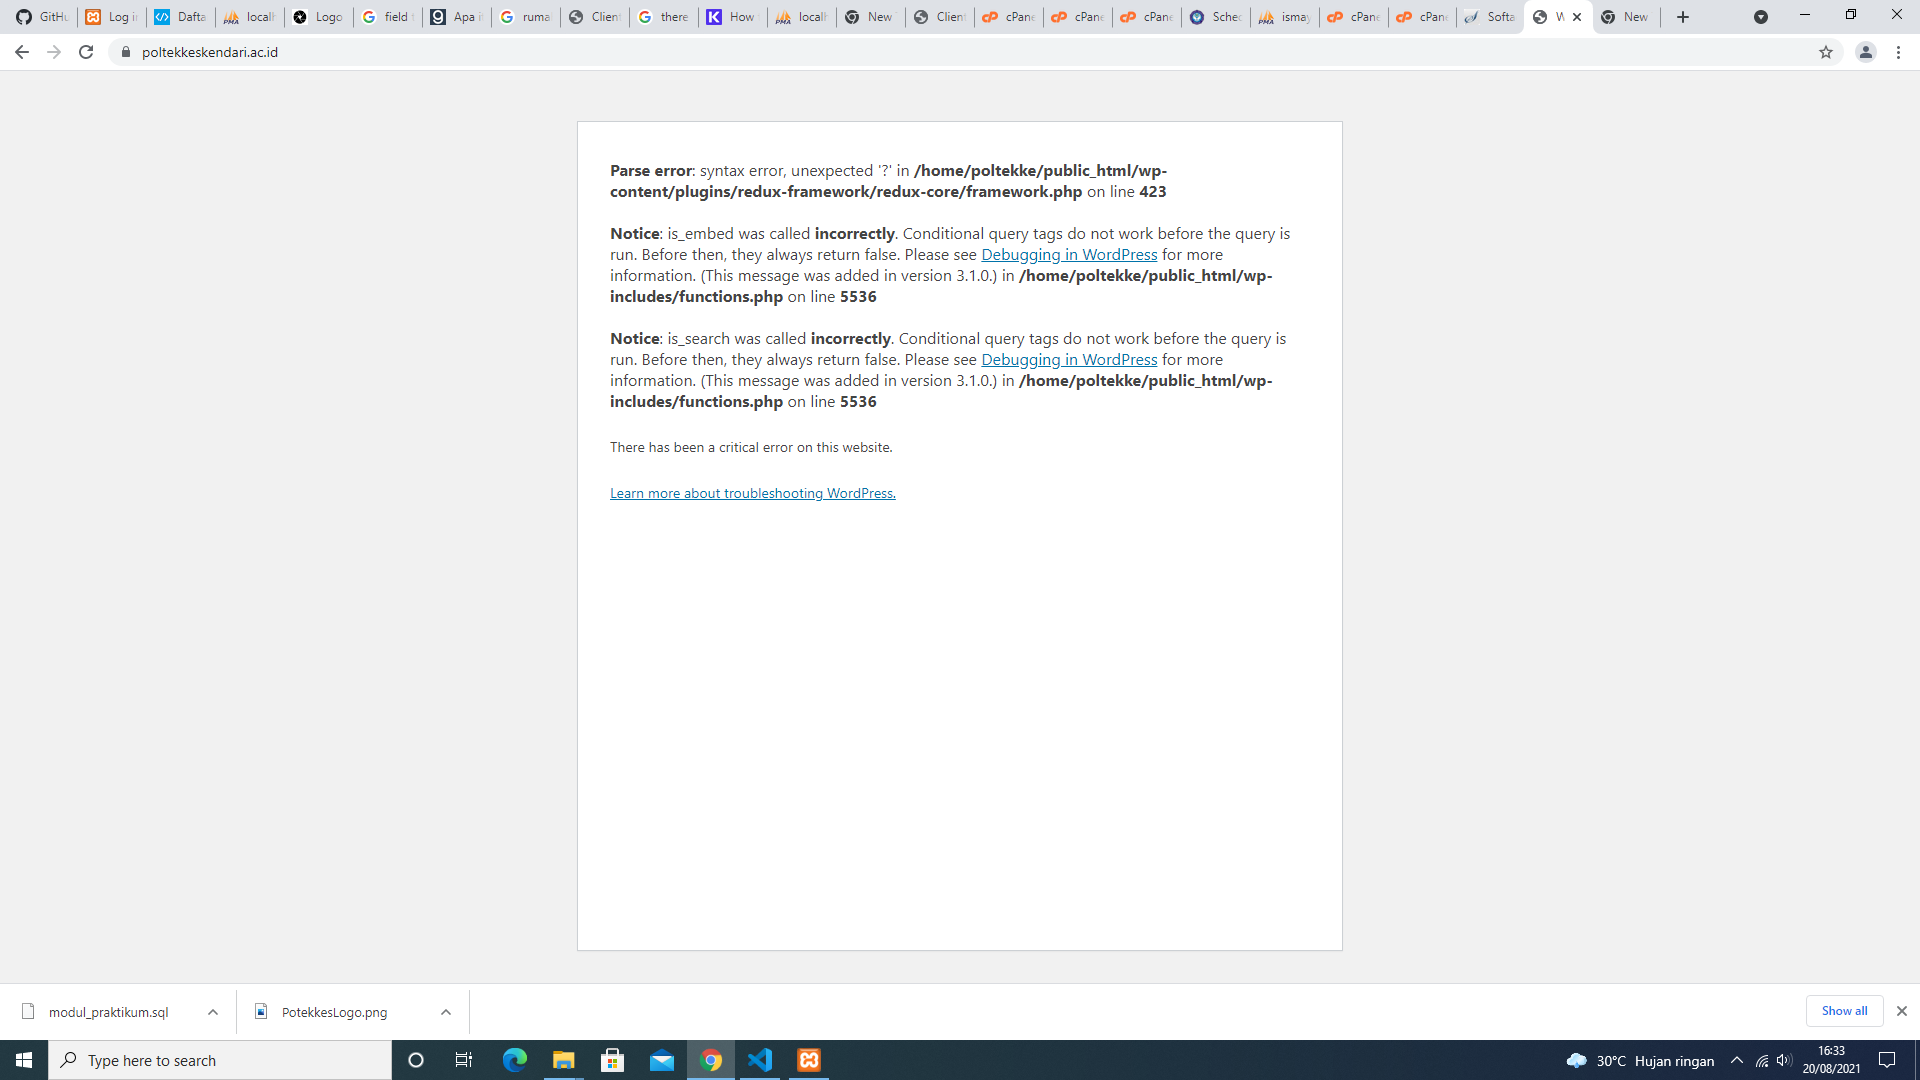 GitHu
Log in
Dafta
localh
Logo
field t
Apa it
ruma
Client
there
How t
localh
New T
Client
cPane
cPane
cPane
Sched
ismay
cPane
cPane
Softa
W
New T
poltekkeskendari.ac.id
Parse error: syntax error, unexpected '?' in /home/poltekke/public_html/wp-
content/plugins/redux-framework/redux-core/framework.php on line 423
Notice: is_embed was called incorrectly. Conditional query tags do not work before the query is
run. Before then, they always return false. Please see Debugging in WordPress for more
information. (This message was added in version 3.1.0.) in /home/poltekke/public_html/wp-
includes/functions.php on line 5536
Notice: is_search was called incorrectly. Conditional query tags do not work before the query is
run. Before then, they always return false. Please see Debugging in WordPress for more
information. (This message was added in version 3.1.0.) in /home/poltekke/public_html/wp-
includes/functions.php on line 5536
There has been a critical error on this website.
Learn more about troubleshooting WordPress.
modul_praktikum.sql
PotekkesLogo.png
Show all
Type here to search
30°C Hujan ringan
16:33
20/08/2021